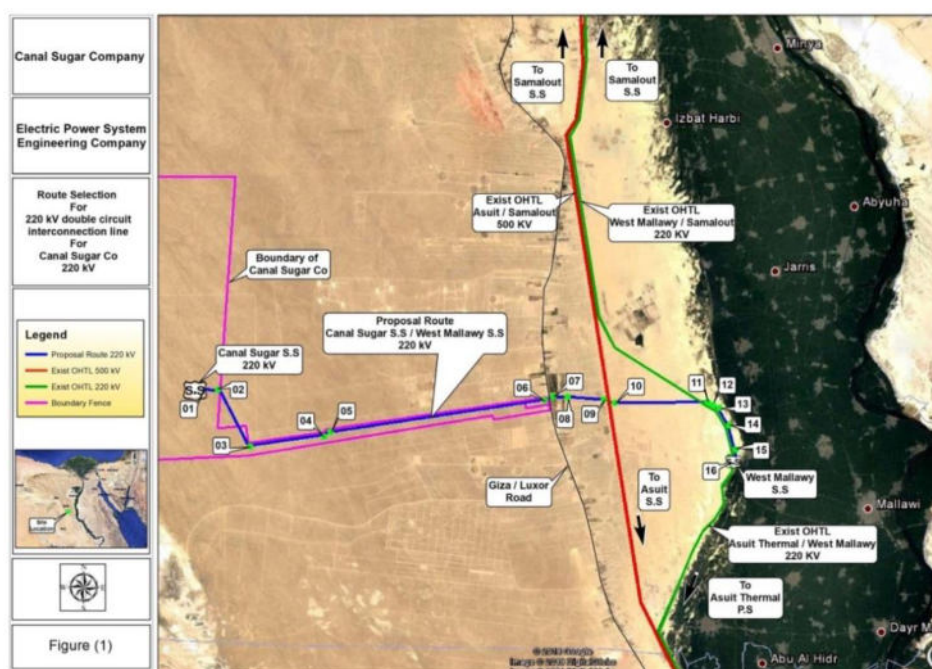 Canal Sugar Company
Electric Power System
Engineering Company
Route Selection
For
220 kV double circuit
interconnection line
For
Canal Sugar Co
220 kV
Legend
Proposal Route 220 kV
Exist OHTL 500 kV
Exist OHTL 220 kV
Boundary Fence
Site
Location
N
Figure (1)
To
Samalout
S.S
To
Samalout
S.S
Minya
Izbat Harbi
Exist OHTL
Asuit / Samalout
500 KV
Exist OHTL
West Mallawy / Samalout
220 KV
Abyuha
Boundary of
Canal Sugar Co
Jarris
Proposal Route
Canal Sugar S.S / West Mallawy S.S
220 kV
Canal Sugar S.S
220 kV
S.S
01
02
03
04
05
06
07
08
09
10
11
12
13
14
15
16
West Mallawy
S.S
Giza / Luxor
Road
To
Asuit
S.S
Mallawi
Exist OHTL
Asuit Thermal / West Mallawy
220 KV
To
Asuit Thermal
P.S
Dayr M
Abu Al Hidr